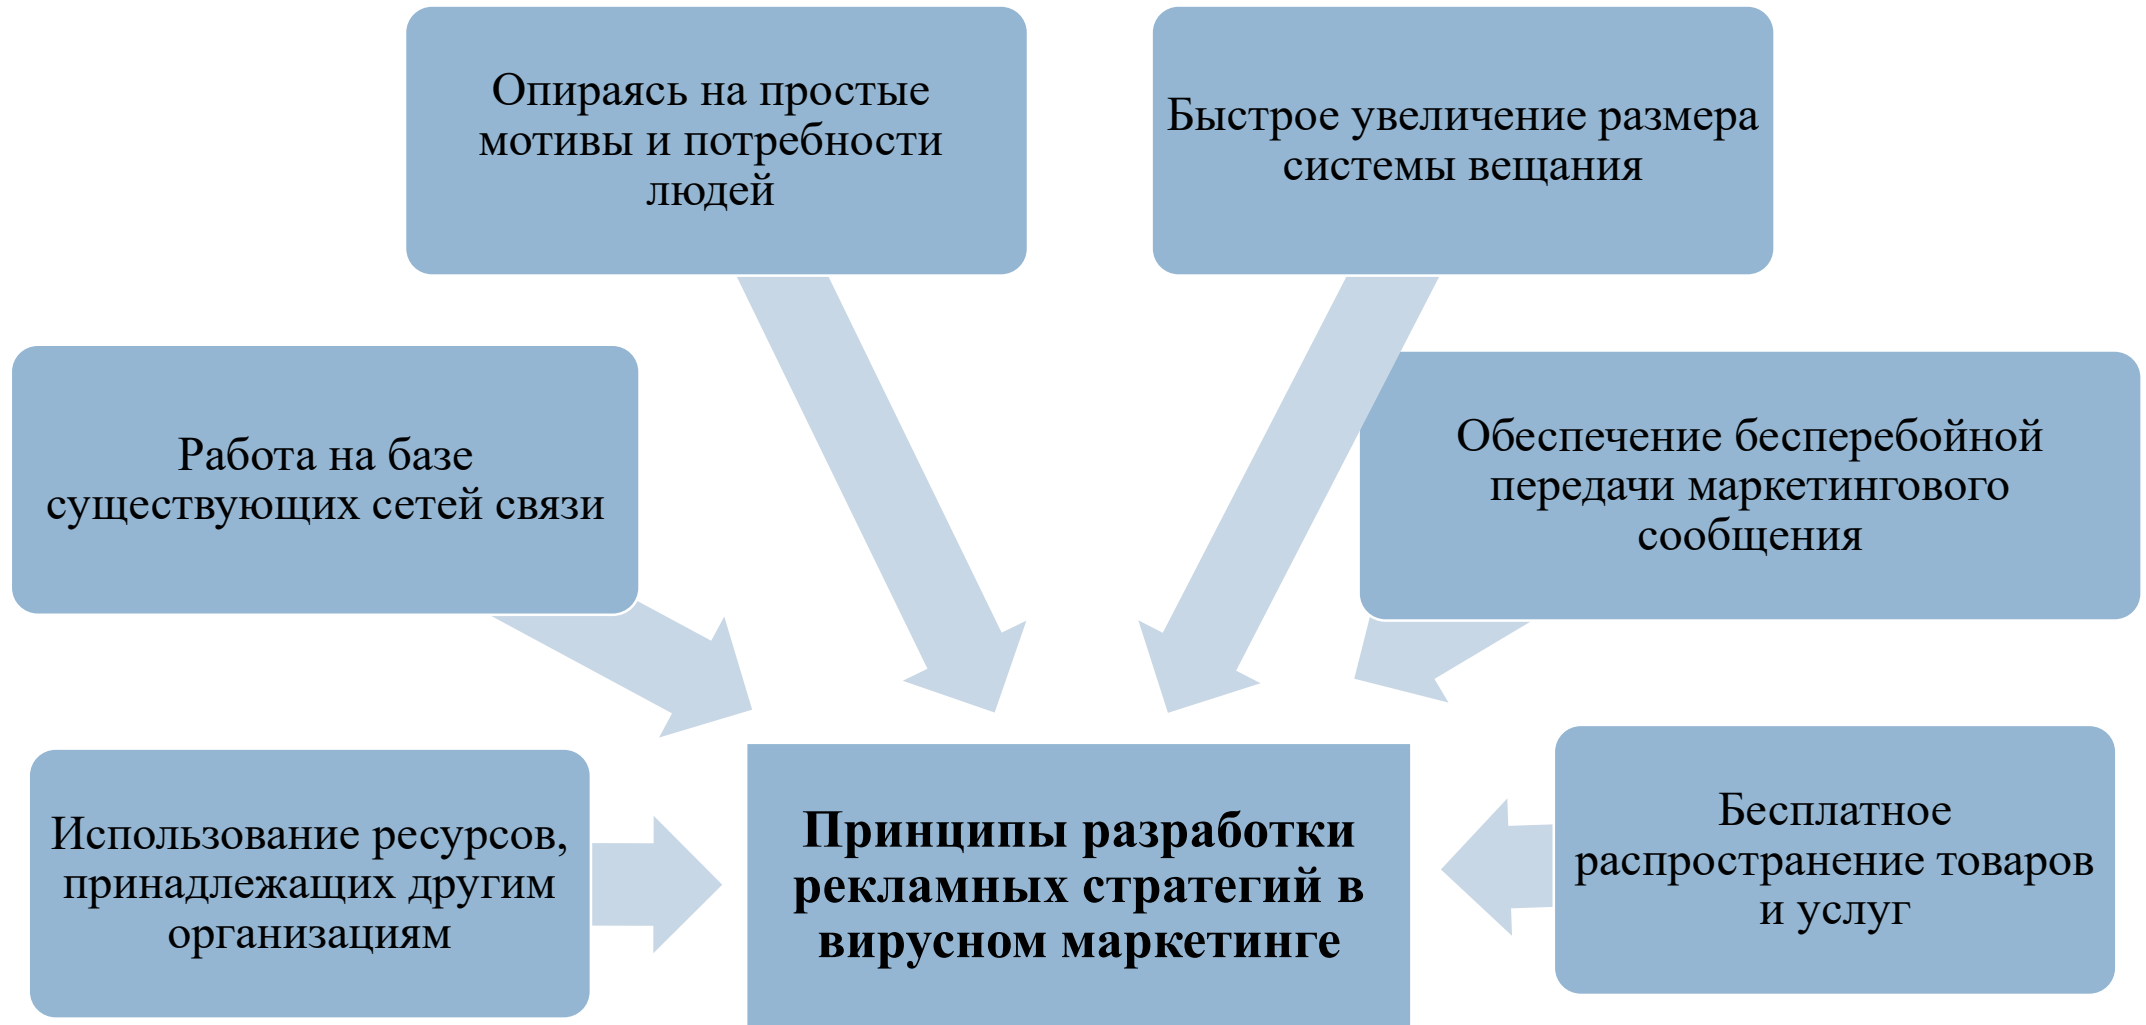 Опираясь на простые
мотивы и потребности
людей
Быстрое увеличение размера
системы вещания
Работа на базе
существующих сетей связи
Обеспечение бесперебойной
передачи маркетингового
сообщения
Использование ресурсов,
принадлежащих другим
организациям
Принципы разработки
рекламных стратегий в
вирусном маркетинге
Бесплатное
распространение товаров
и услуг